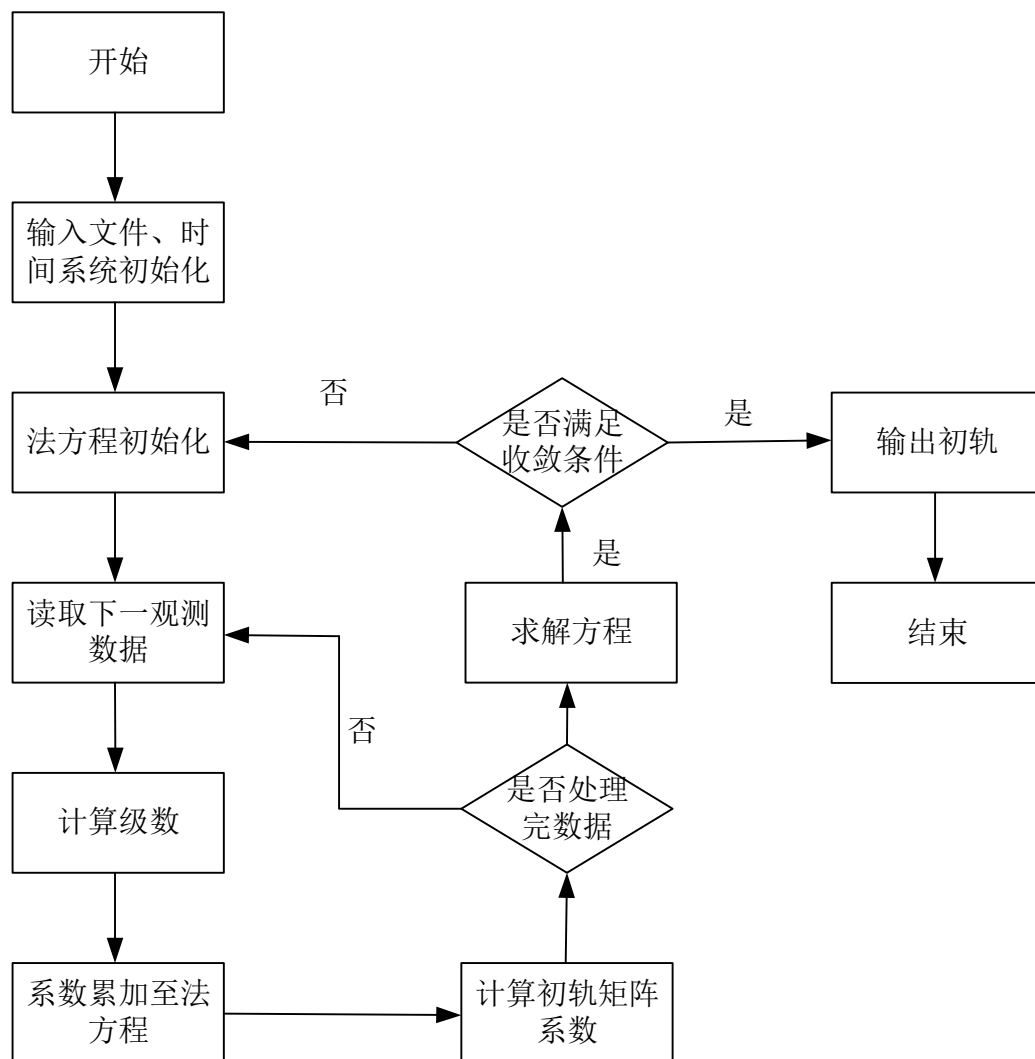 开始
输入文件、时
间系统初始化
法方程初始化
读取下一观测
数据
计算级数
系数累加至法
方程
计算初轨矩阵
系数
是否处理
完数据
否
是
求解方程
是否满足
收敛条件
否
是
输出初轨
结束